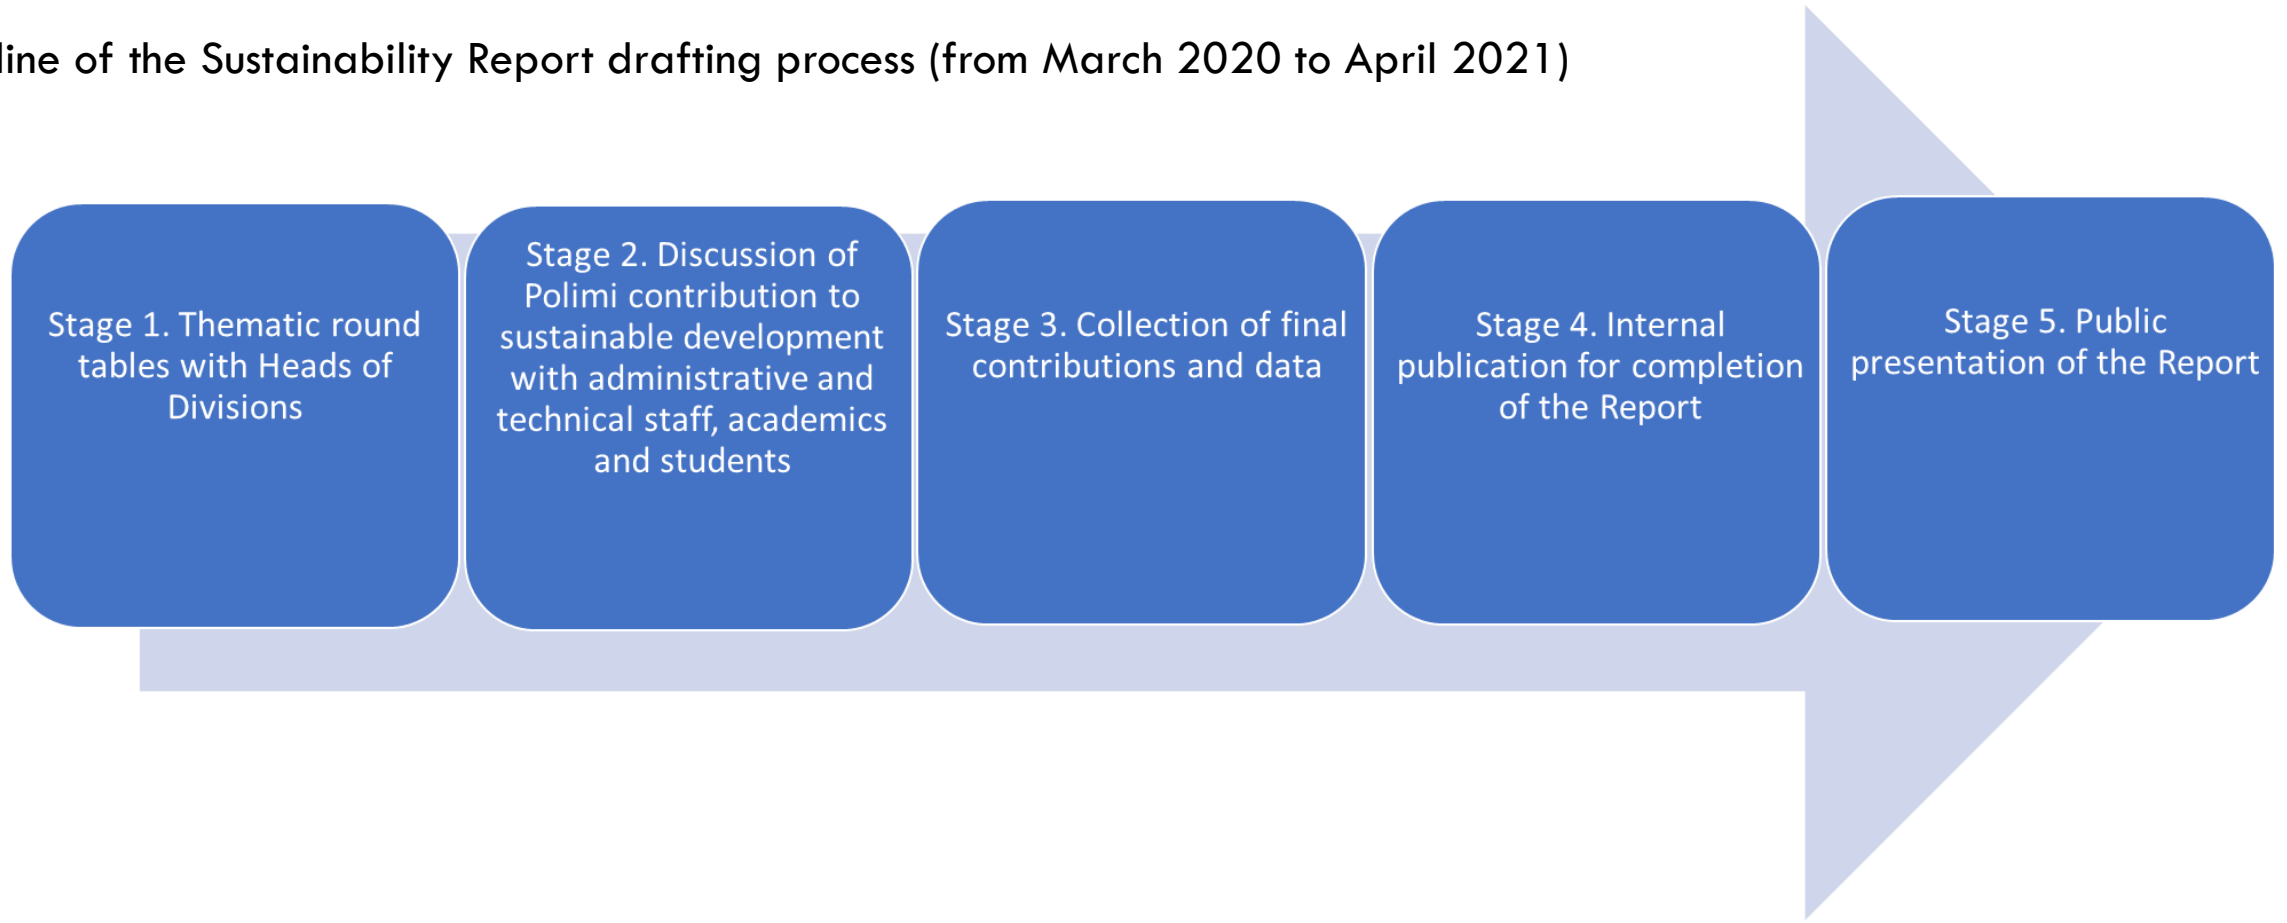 line of the Sustainability Report drafting process (from March 2020 to April 2021)
Stage 1. Thematic round
tables with Heads of
Divisions
Stage 2. Discussion of
Polimi contribution to
sustainable development
with administrative and
technical staff, academics
and students
Stage 3. Collection of final
contributions and data
Stage 4. Internal
publication for completion
of the Report
Stage 5. Public
presentation of the Report